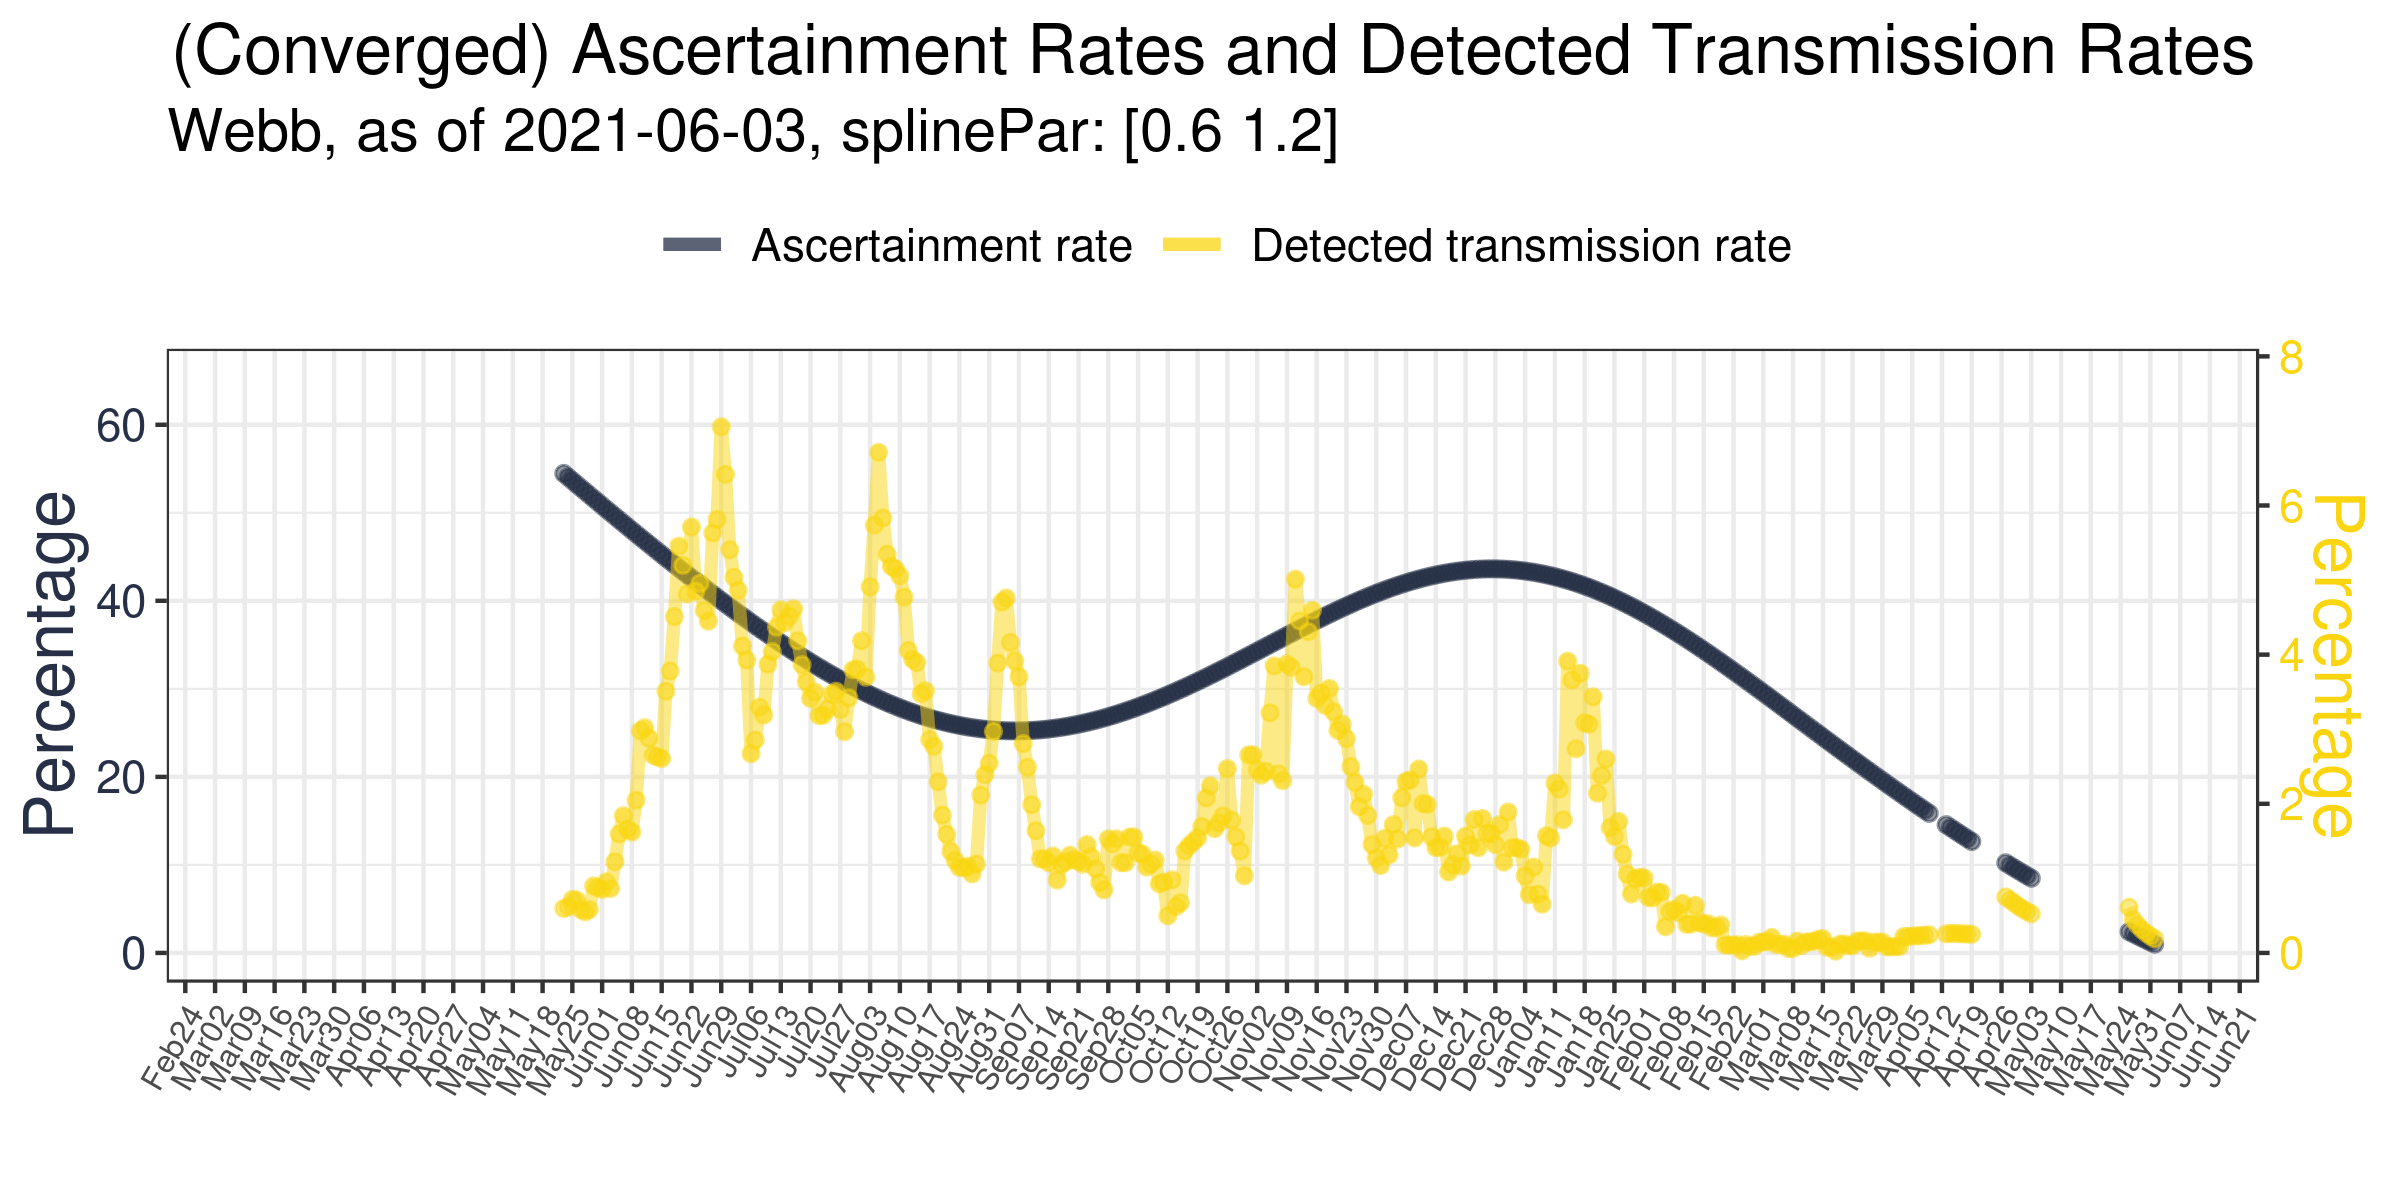 (Converged) Ascertainment Rates and Detected Transmission Rates
Webb, as of 2021-06-03, splinePar: [0.6 1.2]
Ascertainment rate
Detected transmission rate
Percentage
60
40
20
0
8
6
4
2
0
Percentage
Feb24
Mar02
Mar09
Mar16
Mar23
Mar30
Apr06
Apr13
Apr20
Apr27
May04
May11
May18
May25
Jun01
Jun08
Jun15
Jun22
Jun29
Jul06
Jul13
Jul20
Jul27
Aug03
Aug10
Aug17
Aug24
Aug31
Sep07
Sep14
Sep21
Sep28
Oct05
Oct12
Oct19
Oct26
Nov02
Nov09
Nov16
Nov23
Nov30
Dec07
Dec14
Dec21
Dec28
Jan04
Jan11
Jan18
Jan25
Feb01
Feb08
Feb15
Feb22
Mar01
Mar08
Mar15
Mar22
Mar29
Apr05
Apr12
Apr19
Apr26
May03
May10
May17
May24
May31
Jun07
Jun14
Jun21